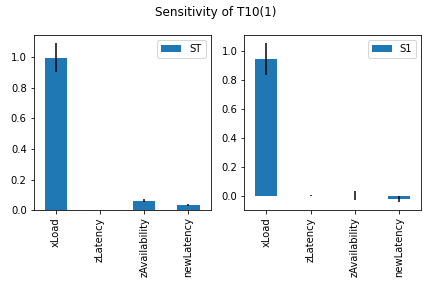 Sensitivity of T10(1)
ST
1.0
0.8
0.6
0.4
0.2
0.0
xLoad
zLatency
zAvailability
newLatency
S1
1.0
0.8
0.6
0.4
0.2
0.0
xLoad
zLatency
zAvailability
newLatency